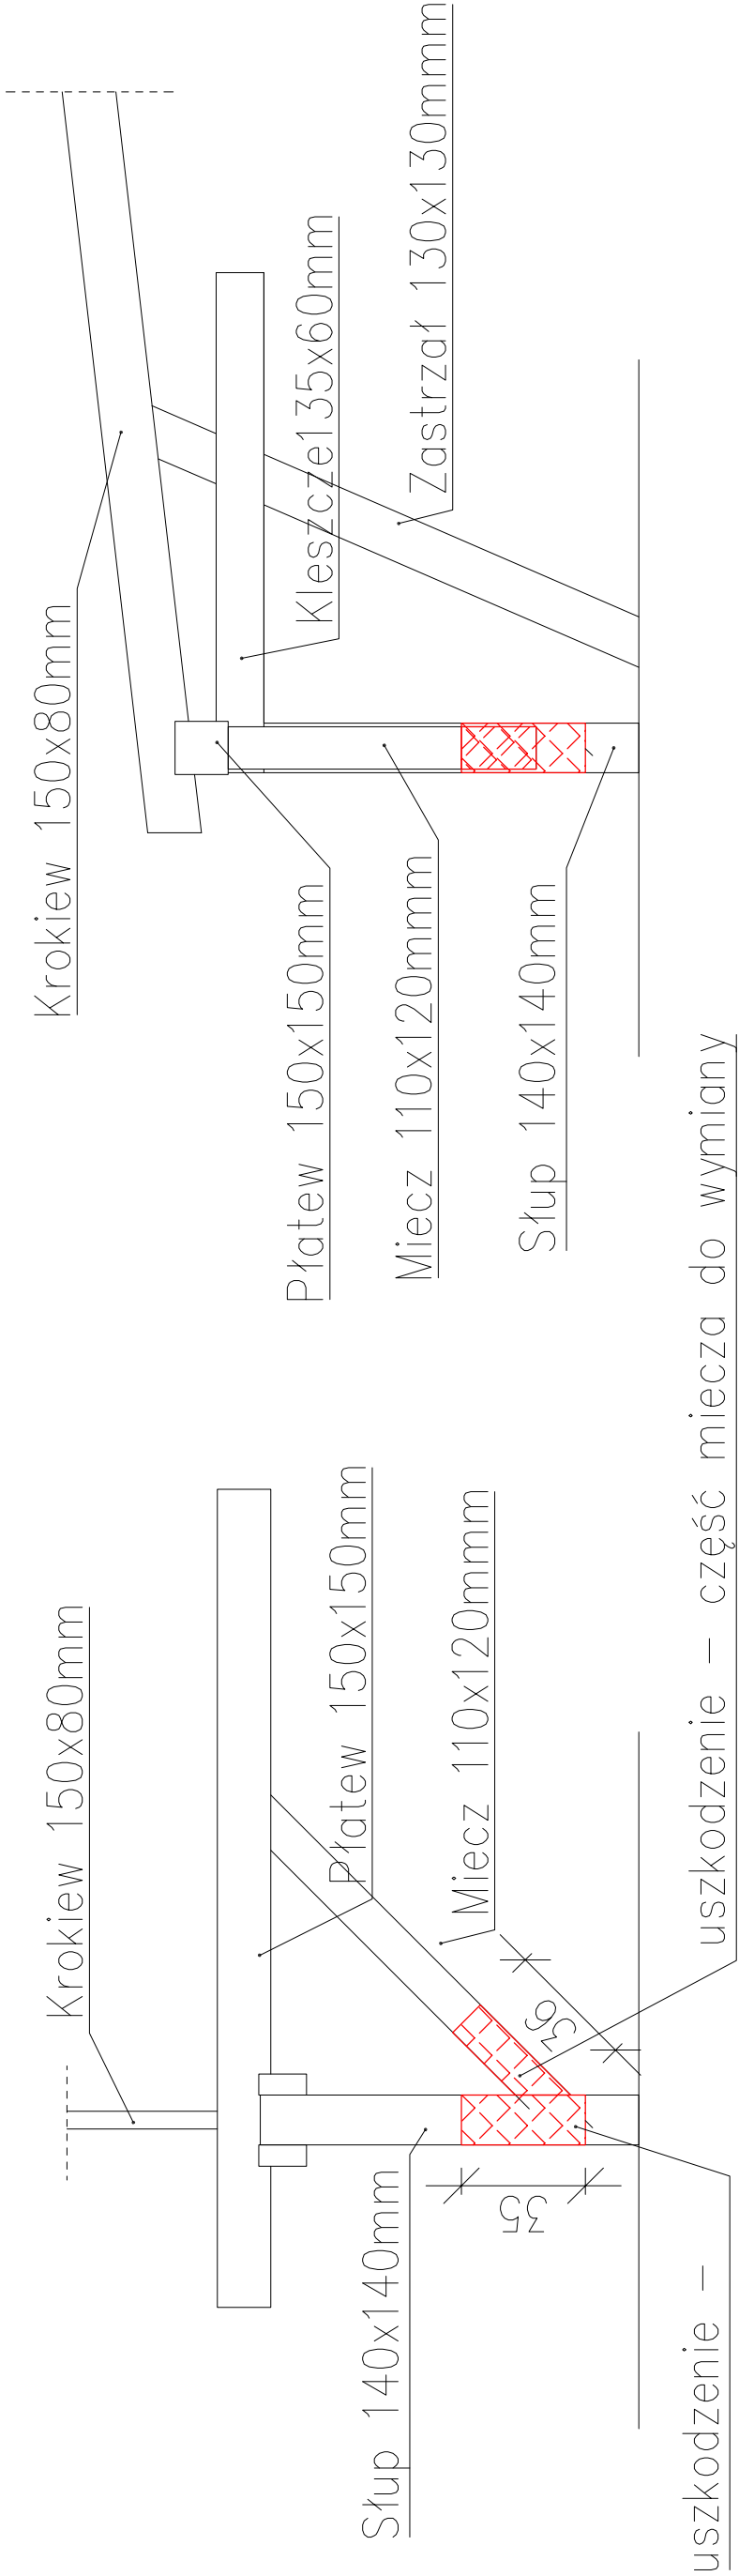 Krokiew 150x80mm
Płatew 150x150mm
Miecz 110x120mmm
Słup 140x140mm
36
35
uszkodzenie –
uszkodzenie – część miecza do wymiany
Krokiew 150x80mm
Kleszcze135x60mm
Zastrzał 130x130mmm
Płatew 150x150mm
Miecz 110x120mmm
Słup 140x140mm